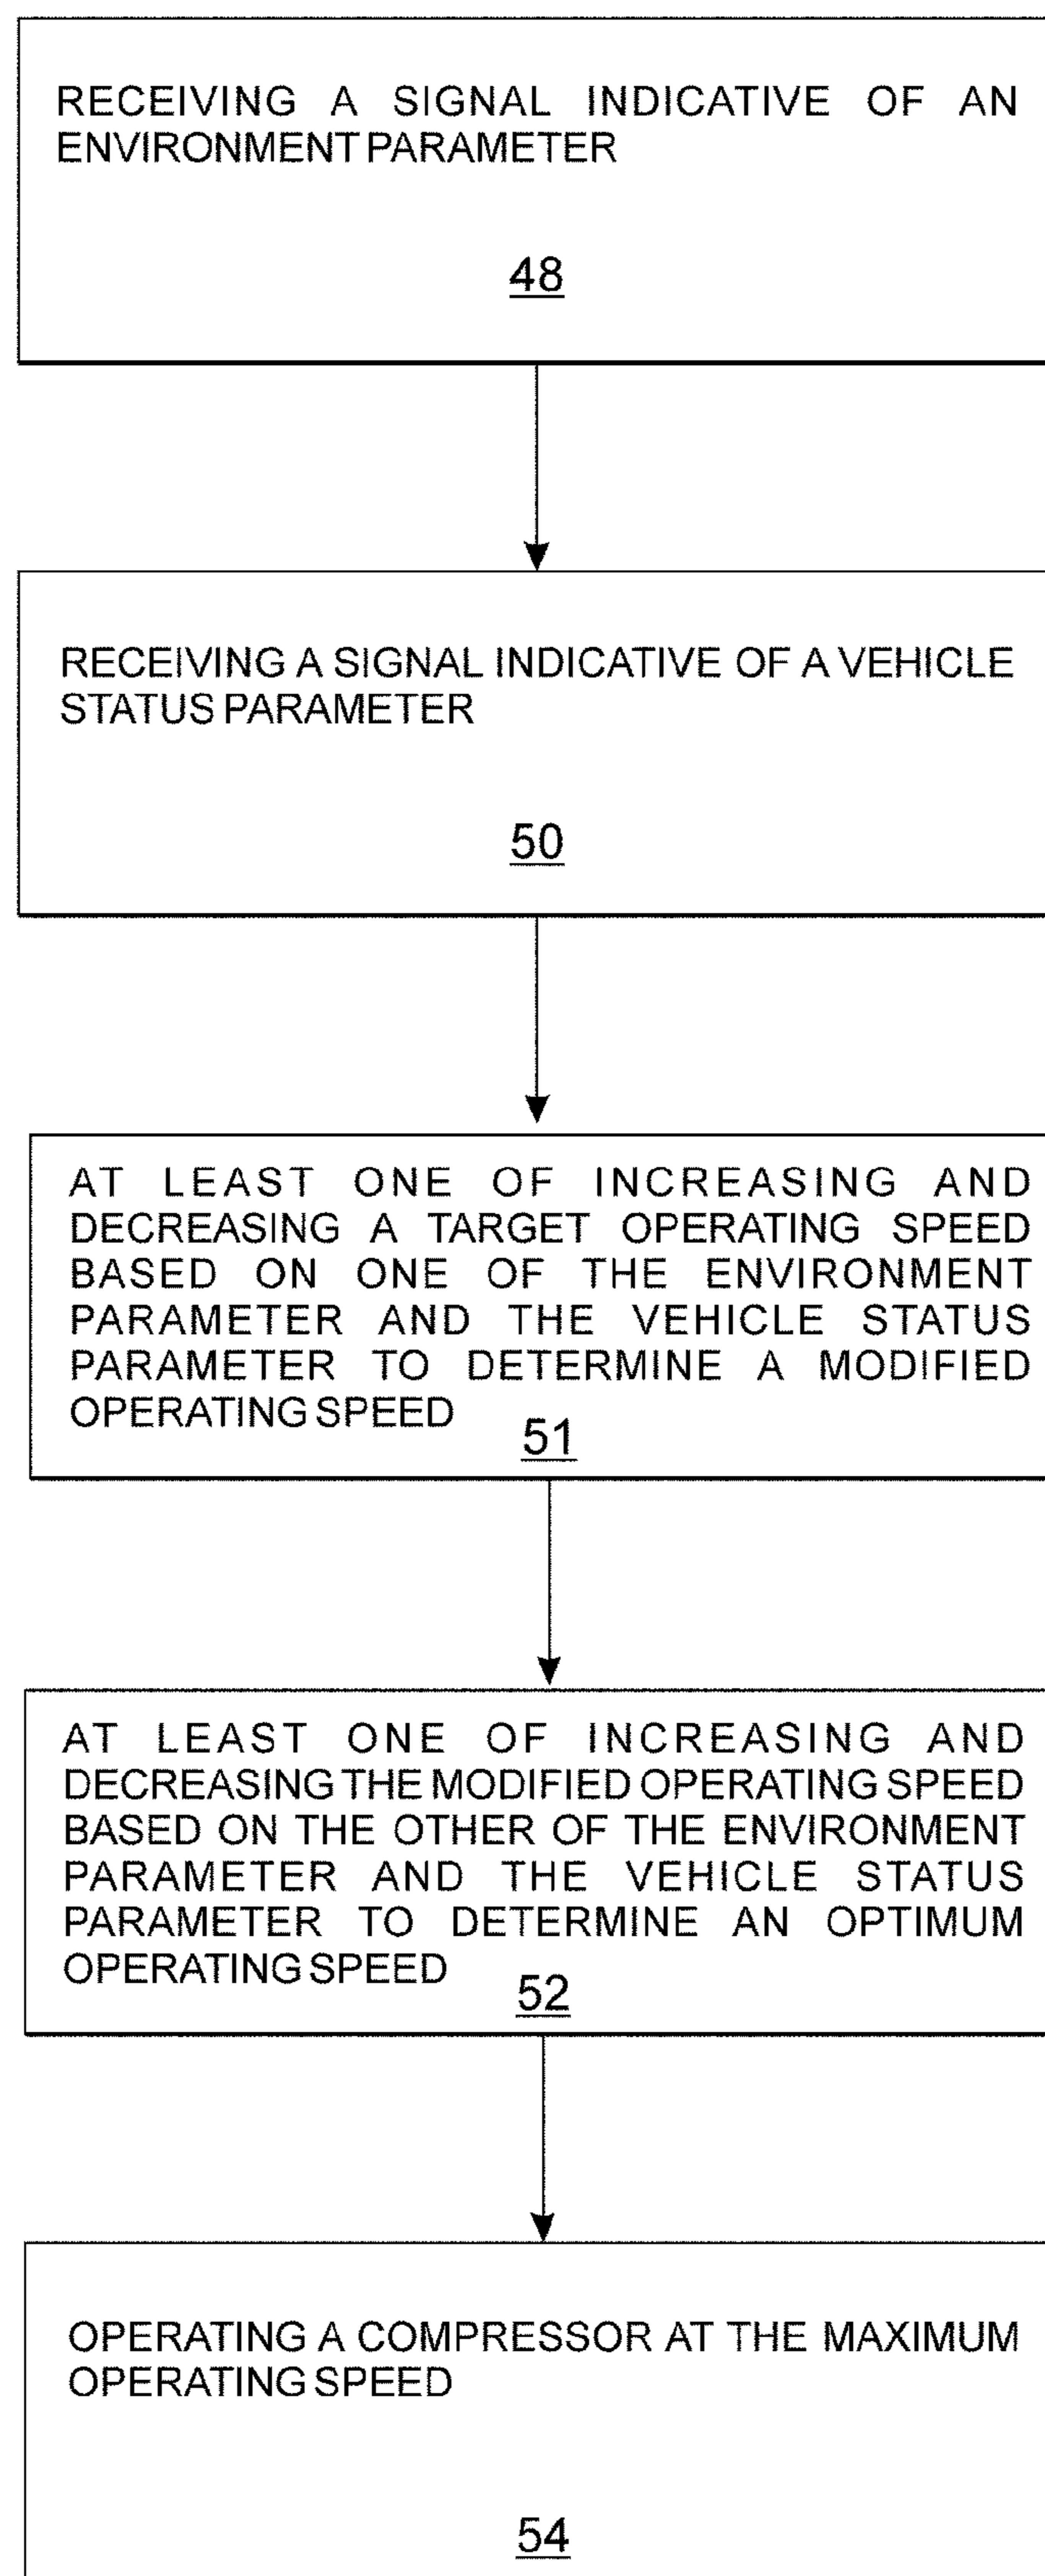 RECEIVING A SIGNAL INDICATIVE OF AN
ENVIRONMENT PARAMETER
48
RECEIVING A SIGNAL INDICATIVE OF A VEHICLE
STATUS PARAMETER
50
AT LEAST ONE OF INCREASING AND
DECREASING A TARGET OPERATING SPEED
BASED ON ONE OF THE ENVIRONMENT
PARAMETER AND THE VEHICLE STATUS
PARAMETER TO DETERMINE A MODIFIED
OPERATING SPEED
51
AT LEAST ONE OF INCREASING AND
DECREASING THE MODIFIED OPERATING SPEED
BASED ON THE OTHER OF THE ENVIRONMENT
PARAMETER AND THE VEHICLE STATUS
PARAMETER TO DETERMINE AN OPTIMUM
OPERATING SPEED
52
OPERATING A COMPRESSOR AT THE MAXIMUM
OPERATING SPEED
54